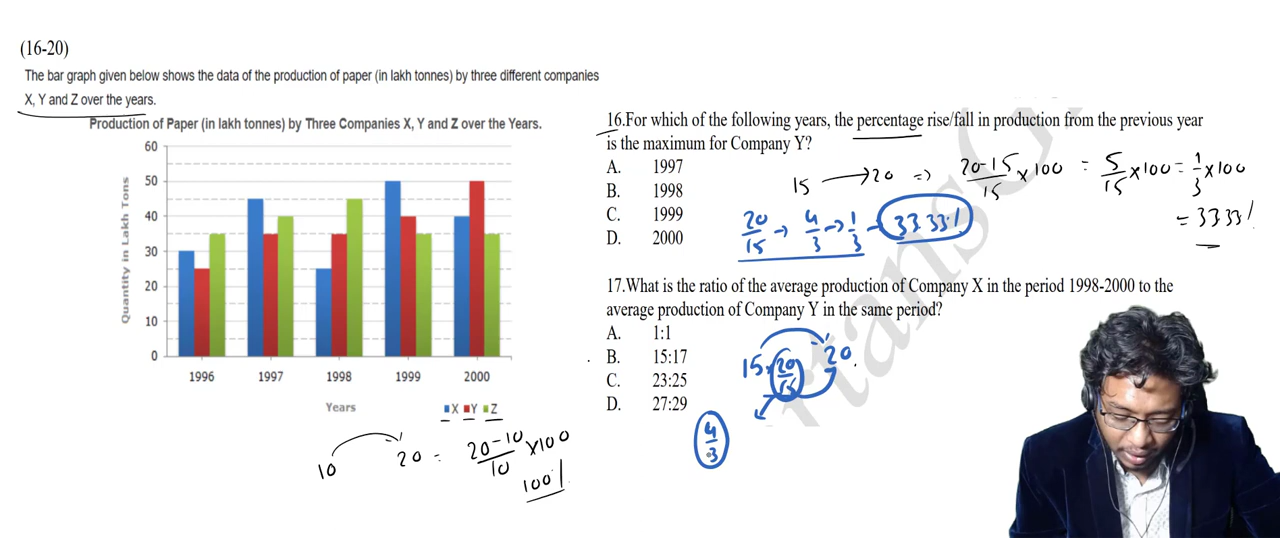 (16-20)
The bar graph given below shows the data of the production of paper (in lakh tonnes) by three different companies
X, Y and Z over the years.
Production of Paper (in lakh tonnes) by Three Companies X, Y and Z over the Years.
Quantity in Lakh Tons
60
50
40
30
20
10
0
1996 1997 1998 1999 2000
Years
X Y Z
10 20 = 20-10/10 ×100
100%
16.For which of the following years, the percentage rise/fall in production from the previous year
is the maximum for Company Y?
A. 1997
B. 1998
C. 1999
D. 2000
15 → 20 ⇒ 20-15/15 ×100 = 5/15 ×100 = 1/3 ×100
= 33.33%
20/15 → 4/3 → 1/3 - 33.33%
17.What is the ratio of the average production of Company X in the period 1998-2000 to the
average production of Company Y in the same period?
A. 1:1
B. 15:17
C. 23:25
D. 27:29
15 × 20/15 20
4/3